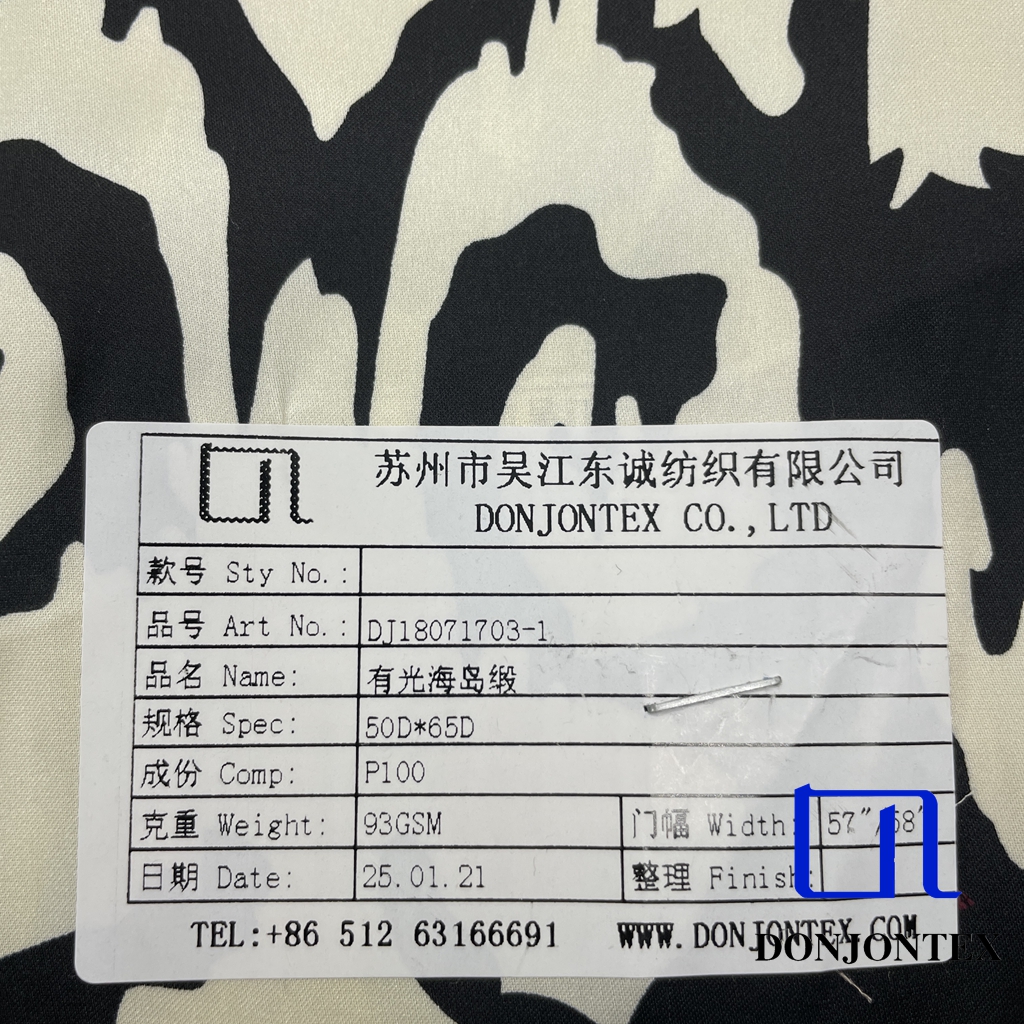 苏州市吴江东诚纺织有限公司
DONJONTEX CO.,LTD
款号 Sty No.:
品号 Art No.: DJ18071703-1
品名 Name: 有光海岛缎
规格 Spec: 50D*65D
成份 Comp: P100
克重 Weight: 93GSM 门幅 Width: 57"/58"
日期 Date: 25.01.21 整理 Finish:
TEL:+86 512 63166691 WWW.DONJONTEX.COM
DONJONTEX